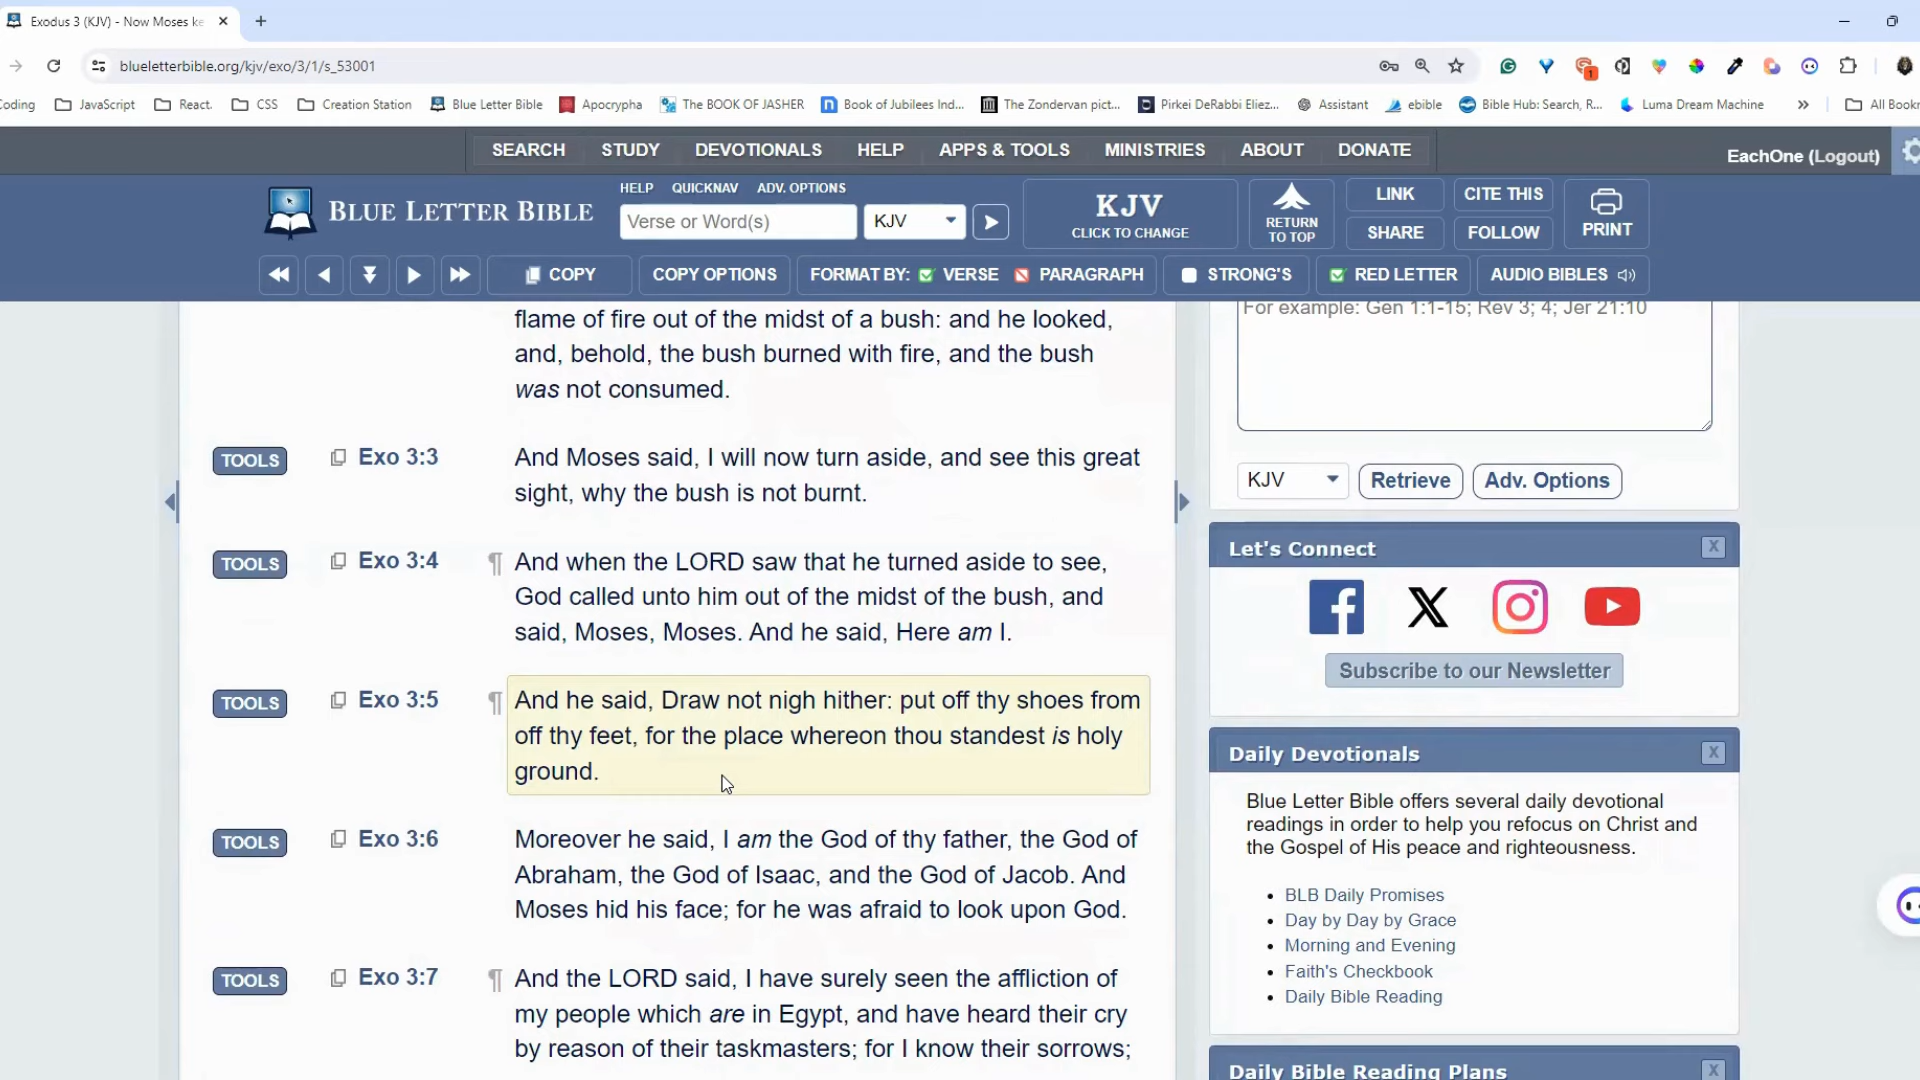 Exodus 3 (KJV) - Now Moses ke
blueletterbible.org/kjv/exo/3/1/s_53001
1
Coding JavaScript React. CSS Creation Station Blue Letter Bible Apocrypha The BOOK OF JASHER Book of Jubilees Ind... The Zondervan pict... Pirkei DeRabbi Eliez... Assistant ebible Bible Hub: Search, R... Luma Dream Machine » All Bookr
SEARCH STUDY DEVOTIONALS HELP APPS & TOOLS MINISTRIES ABOUT DONATE
EachOne (Logout)
BLUE LETTER BIBLE
HELP QUICKNAV ADV. OPTIONS
Verse or Word(s) KJV
KJV
CLICK TO CHANGE
RETURN
TO TOP
LINK CITE THIS
SHARE FOLLOW
PRINT
COPY COPY OPTIONS FORMAT BY: VERSE PARAGRAPH STRONG'S RED LETTER AUDIO BIBLES
flame of fire out of the midst of a bush: and he looked,
and, behold, the bush burned with fire, and the bush
was not consumed.
TOOLS Exo 3:3 And Moses said, I will now turn aside, and see this great
sight, why the bush is not burnt.
TOOLS Exo 3:4 ¶ And when the LORD saw that he turned aside to see,
God called unto him out of the midst of the bush, and
said, Moses, Moses. And he said, Here am I.
TOOLS Exo 3:5 ¶ And he said, Draw not nigh hither: put off thy shoes from
off thy feet, for the place whereon thou standest is holy
ground.
TOOLS Exo 3:6 Moreover he said, I am the God of thy father, the God of
Abraham, the God of Isaac, and the God of Jacob. And
Moses hid his face; for he was afraid to look upon God.
TOOLS Exo 3:7 ¶ And the LORD said, I have surely seen the affliction of
my people which are in Egypt, and have heard their cry
by reason of their taskmasters; for I know their sorrows;
For example: Gen 1:1-15; Rev 3; 4; Jer 21:10
KJV Retrieve Adv. Options
Let's Connect X
Subscribe to our Newsletter
Daily Devotionals X
Blue Letter Bible offers several daily devotional
readings in order to help you refocus on Christ and
the Gospel of His peace and righteousness.
• BLB Daily Promises
• Day by Day by Grace
• Morning and Evening
• Faith's Checkbook
• Daily Bible Reading
Daily Bible Reading Plans X